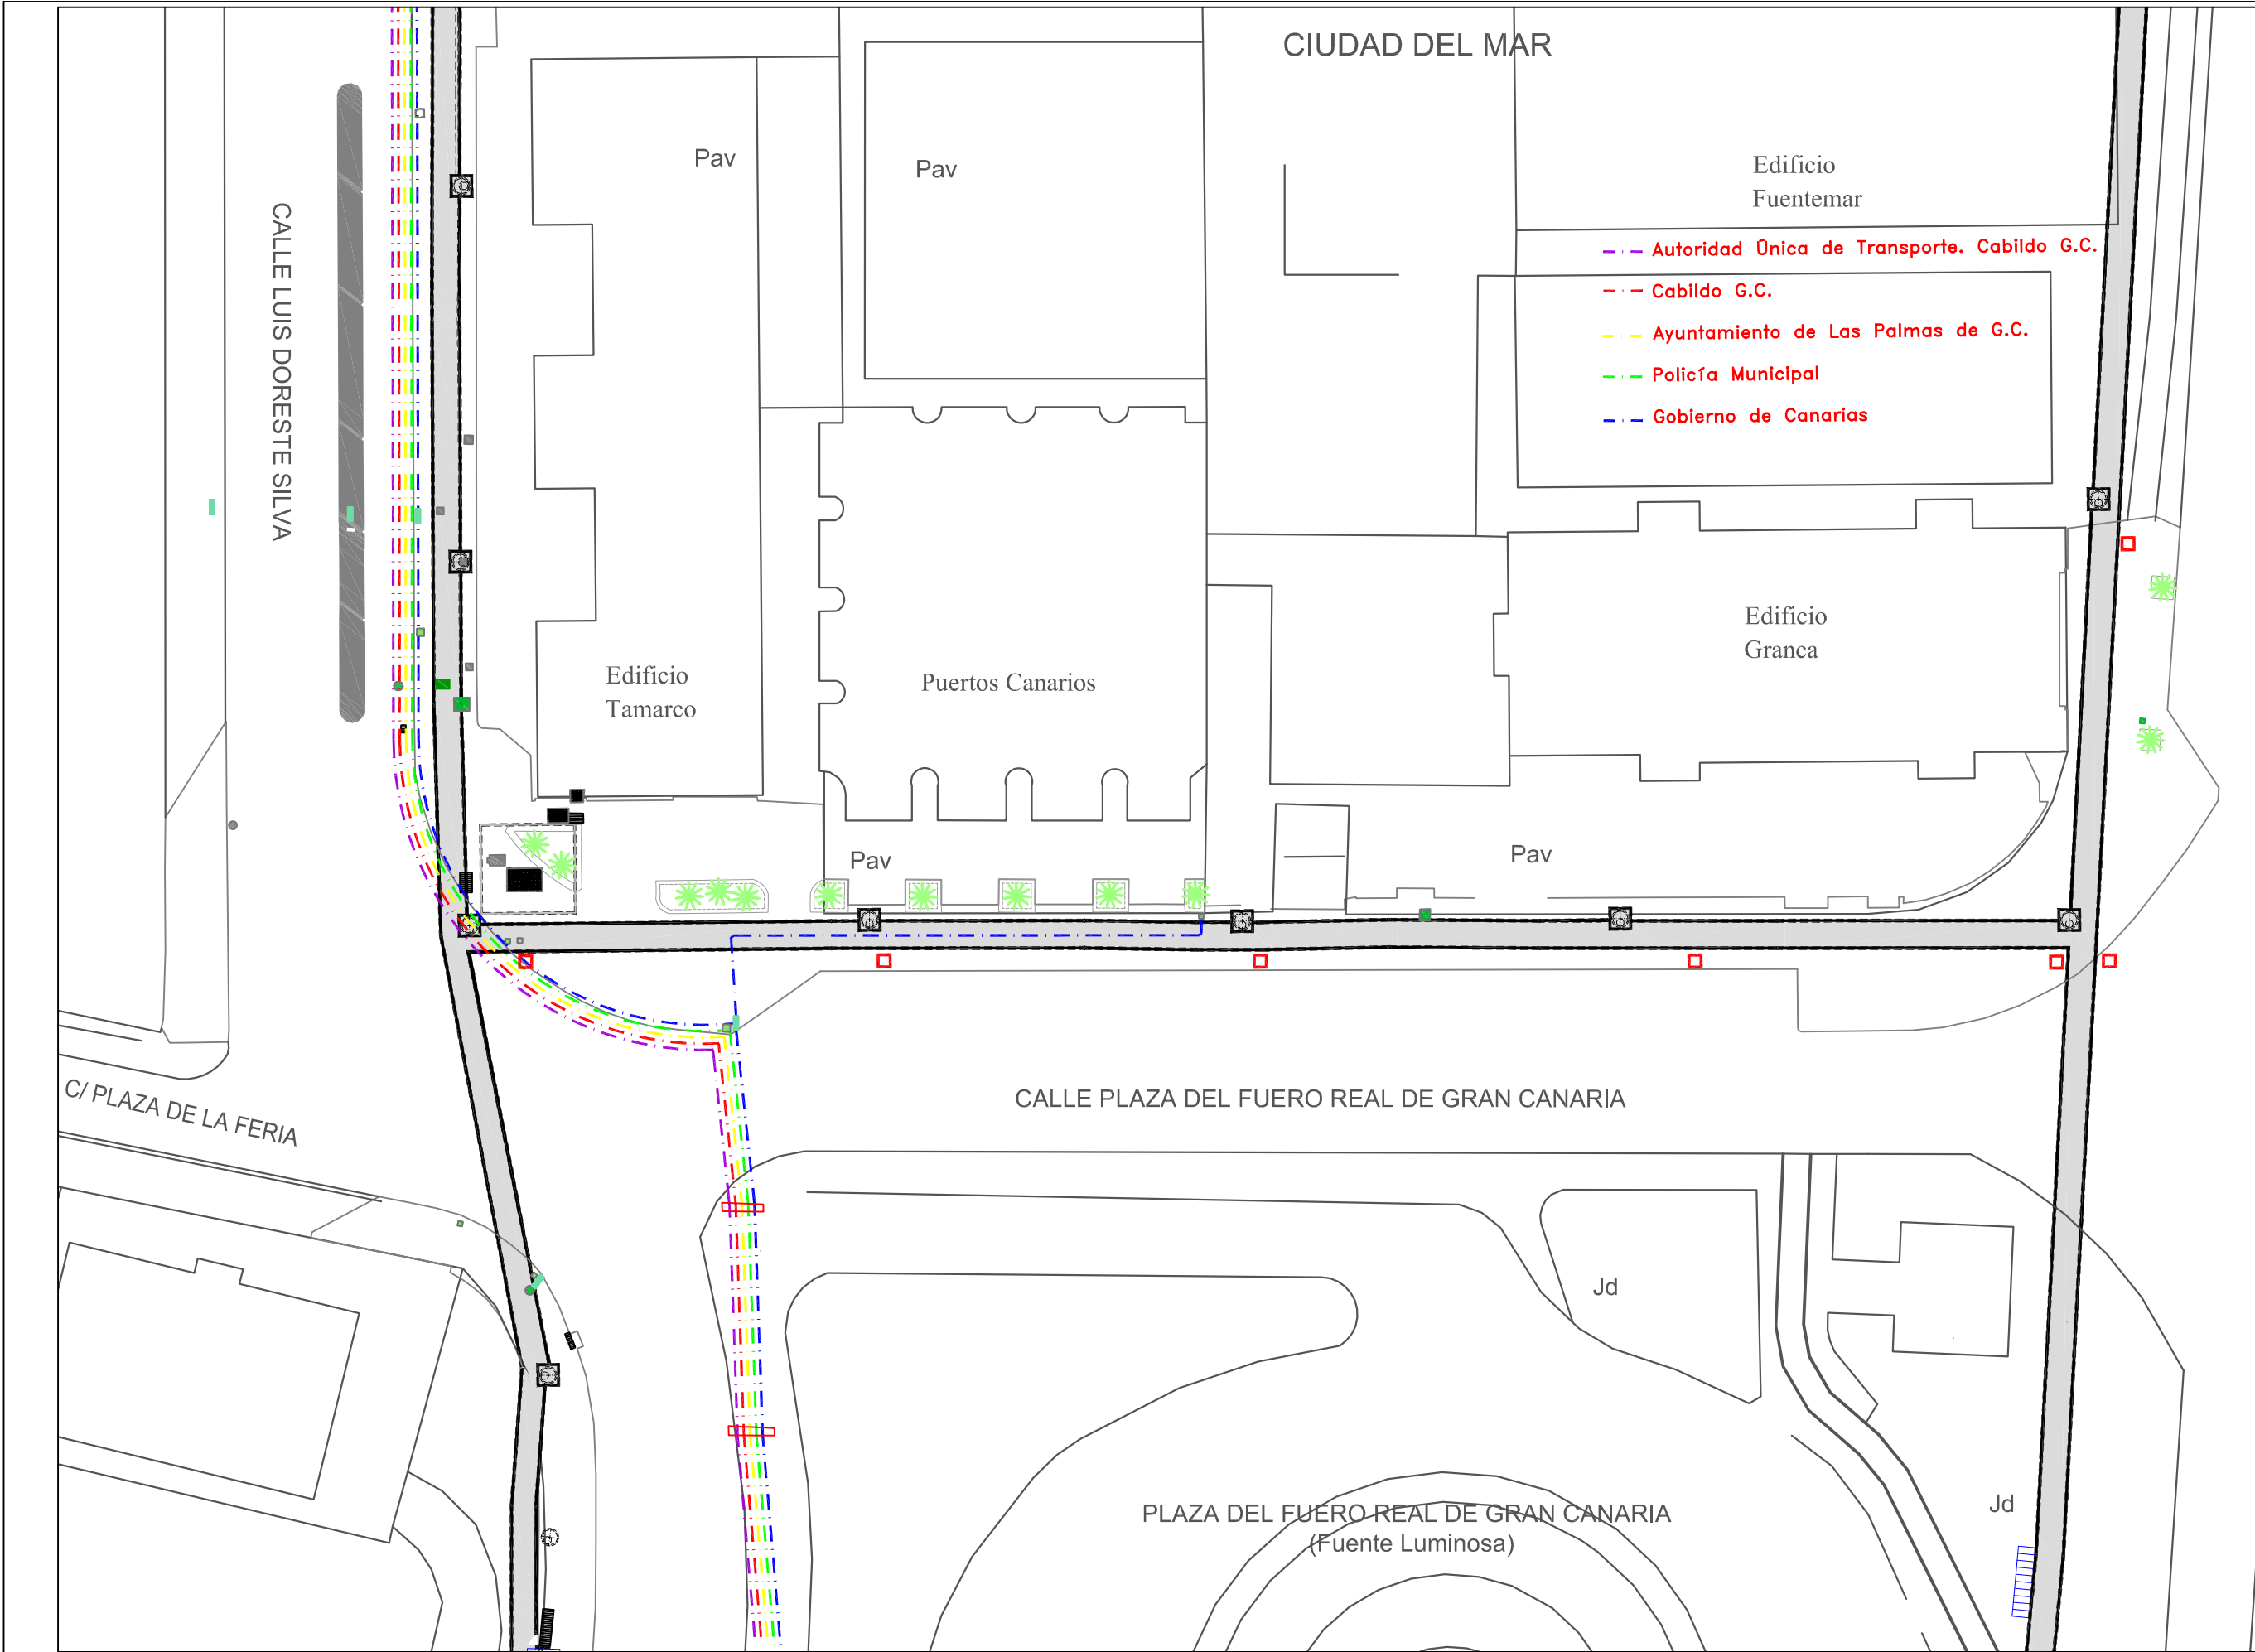 CIUDAD DEL MAR
Pav
Pav
Edificio
Fuentemar
CALLE LUIS DORESTE SILVA
Autoridad Única de Transporte. Cabildo G.C.
Cabildo G.C.
Ayuntamiento de Las Palmas de G.C.
Policía Municipal
Gobierno de Canarias
Edificio
Tamarco
Puertos Canarios
Edificio
Granca
Pav
Pav
C/ PLAZA DE LA FERIA
CALLE PLAZA DEL FUERO REAL DE GRAN CANARIA
Jd
PLAZA DEL FUERO REAL DE GRAN CANARIA
(Fuente Luminosa)
Jd